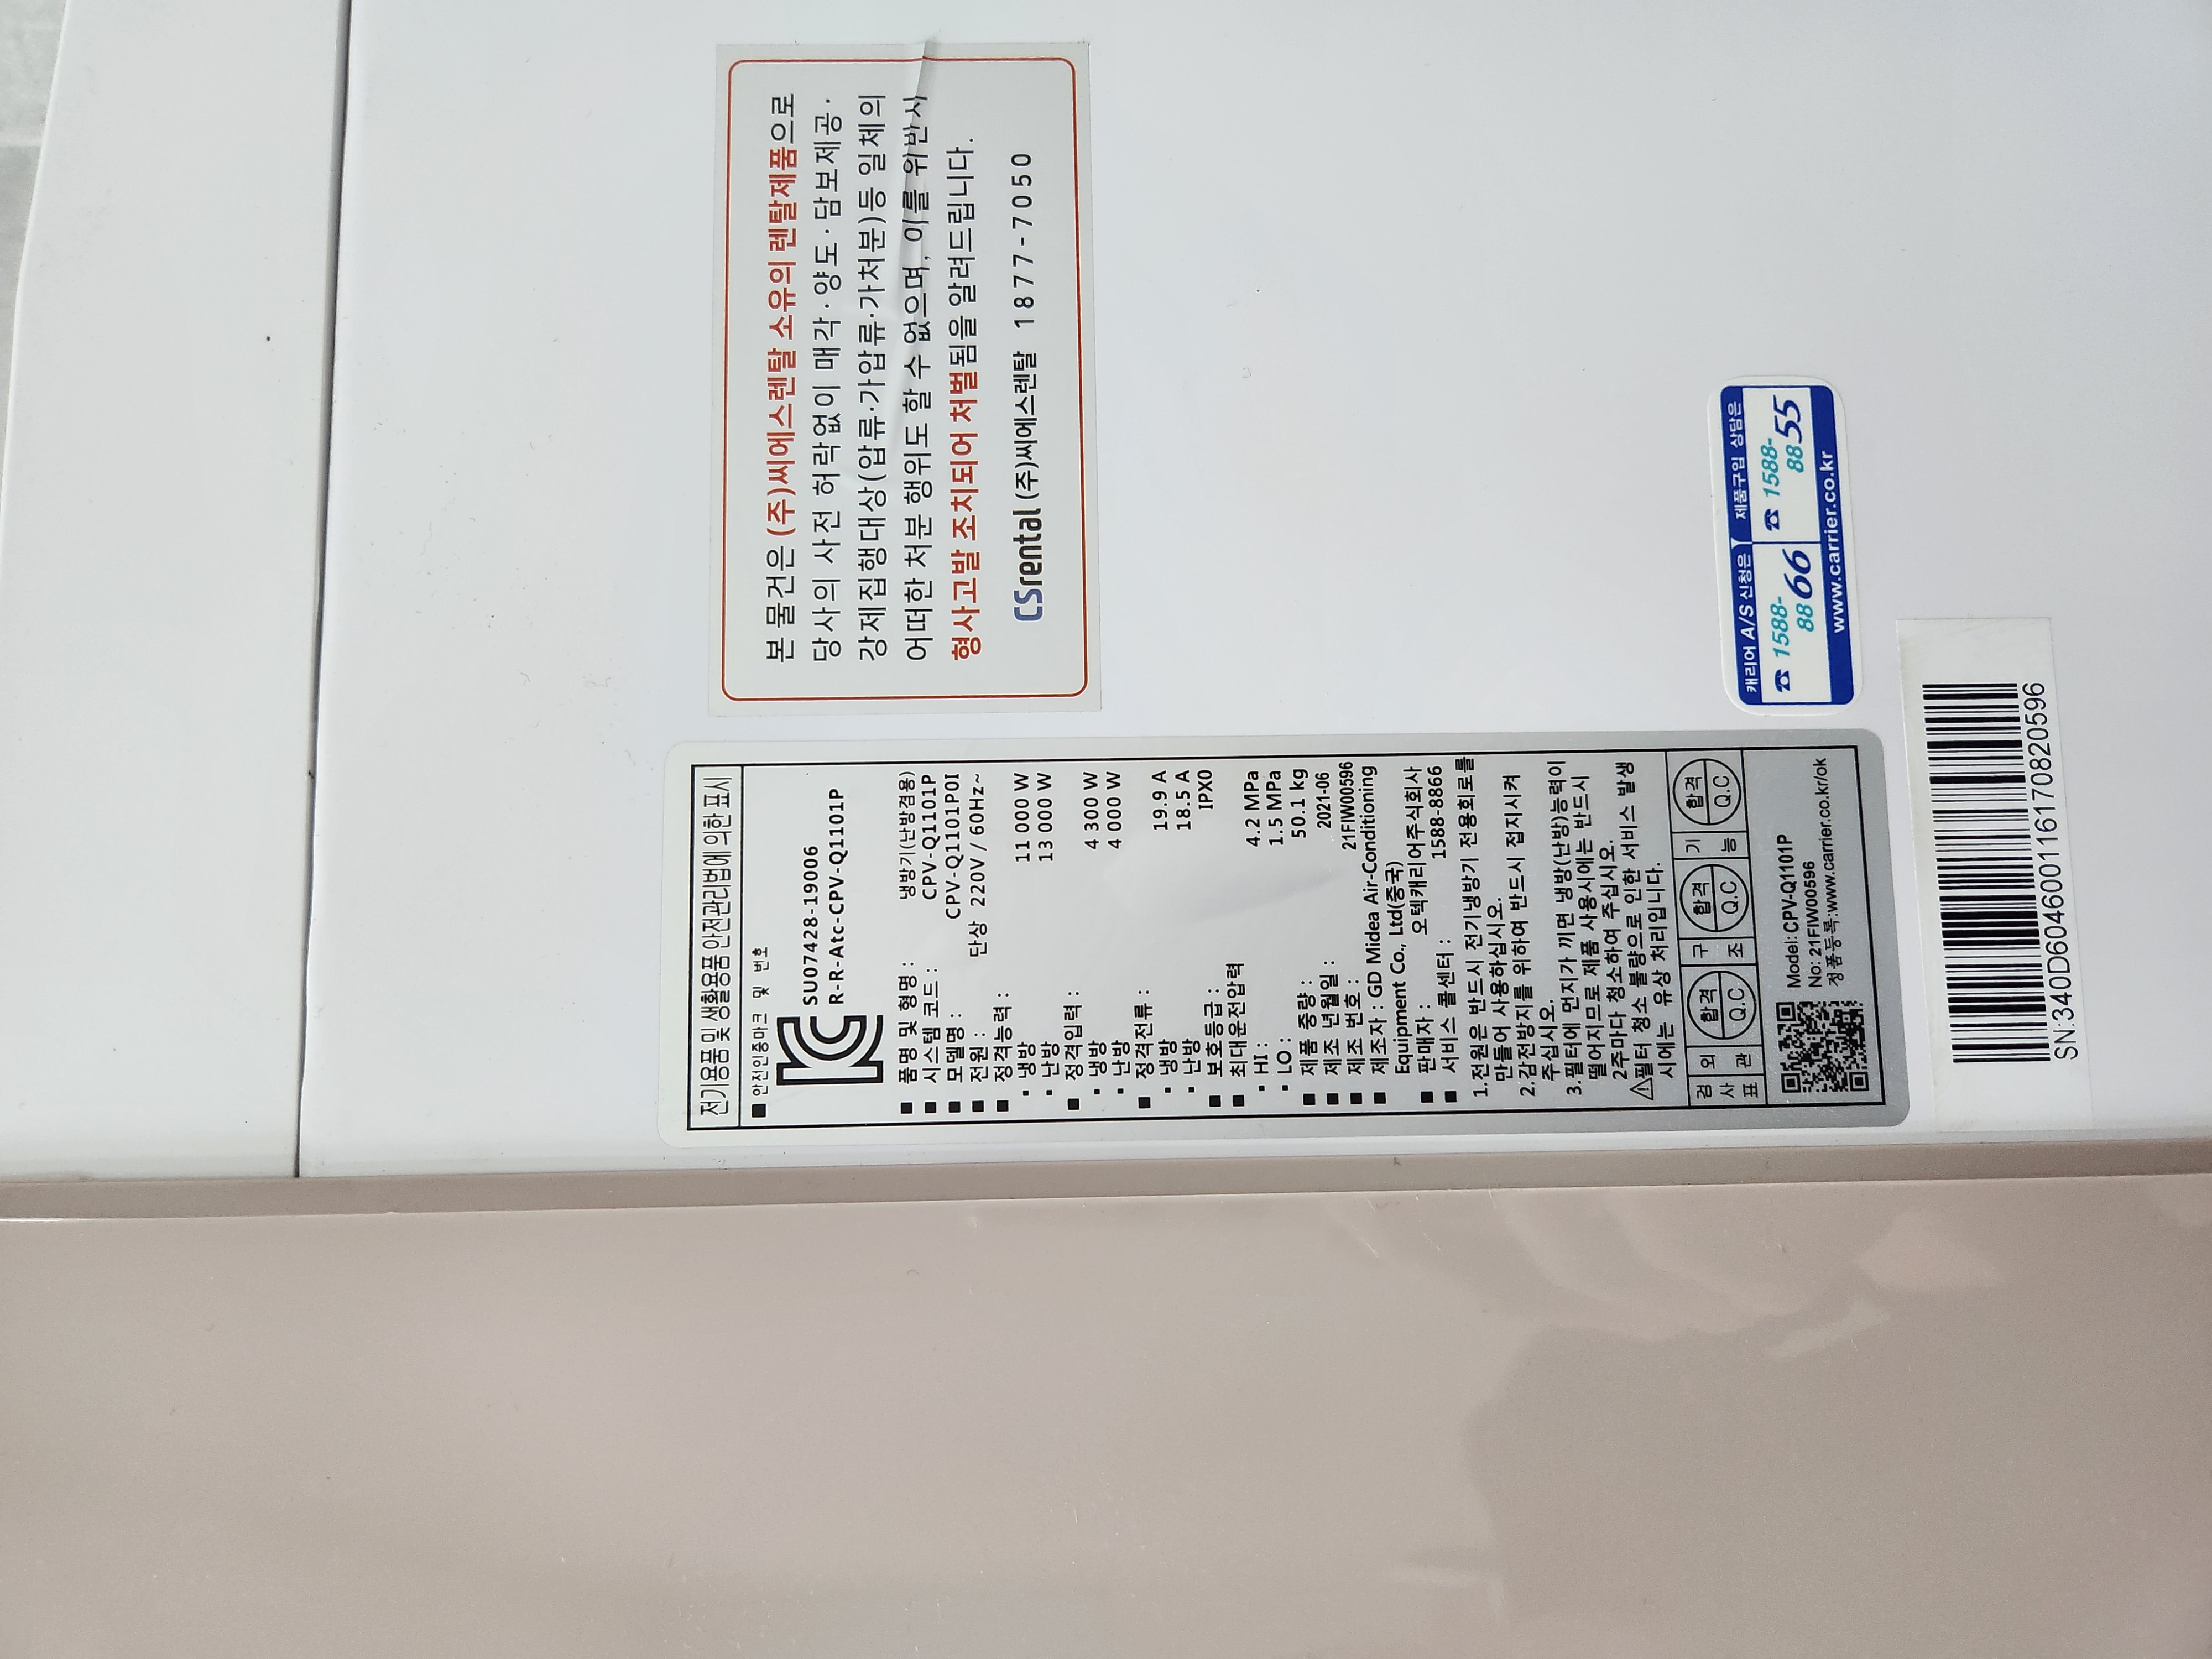 본 물건은 (주)씨에스렌탈 소유의 렌탈제품으로
당사의 사전 허락없이 매각·양도·담보제공·
강제집행대상(압류·가압류·가처분)등 일체의
어떠한 처분 행위도 할 수 없으며, 이를 위반시
형사고발 조치되어 처벌됨을 알려드립니다.
CSrental (주)씨에스렌탈 1877-7050
전기용품 및 생활용품 안전관리법에 의한 표시
■ 안전인증마크 및 번호
SU07428-19006
R-R-Atc-CPV-Q1101P
■ 품명 및 형명 : 냉방기(난방겸용)
■ 시스템 코드 : CPV-Q1101P
■ 모델명 : CPV-Q1101P0I
■ 전원 : 단상 220V / 60Hz~
■ 정격능력 :
· 냉방 11 000 W
· 난방 13 000 W
■ 정격입력 :
· 냉방 4 300 W
· 난방 4 000 W
■ 정격전류 :
· 냉방 19.9 A
· 난방 18.5 A
■ 보호등급 : IPX0
■ 최대운전압력
· HI : 4.2 MPa
· LO : 1.5 MPa
■ 제품 중량 : 50.1 kg
■ 제조 년월일 : 2021-06
■ 제조 번호 : 21FIW00596
■ 제조자 : GD Midea Air-Conditioning
Equipment Co., Ltd(중국)
■ 판매자 : 오텍캐리어주식회사
■ 서비스 콜센터 : 1588-8866
1.전원은 반드시 전기냉방기 전용회로를
만들어 사용하십시오.
2.감전방지를 위하여 반드시 접지시켜
주십시오.
3.필터에 먼지가 끼면 냉방(난방)능력이
떨어지므로 제품 사용시에는 반드시
2주마다 청소하여 주십시오.
⚠필터 청소 불량으로 인한 서비스 발생
시에는 유상 처리입니다.
검사표 외관 합격 Q.C 구조 합격 Q.C 기능 합격 Q.C
Model: CPV-Q1101P
No: 21FIW00596
정품등록:www.carrier.co.kr/ok
캐리어 A/S 신청은 제품구입 상담은
☎ 1588-8866 ☎ 1588-8855
www.carrier.co.kr
SN:340D604600116170820596